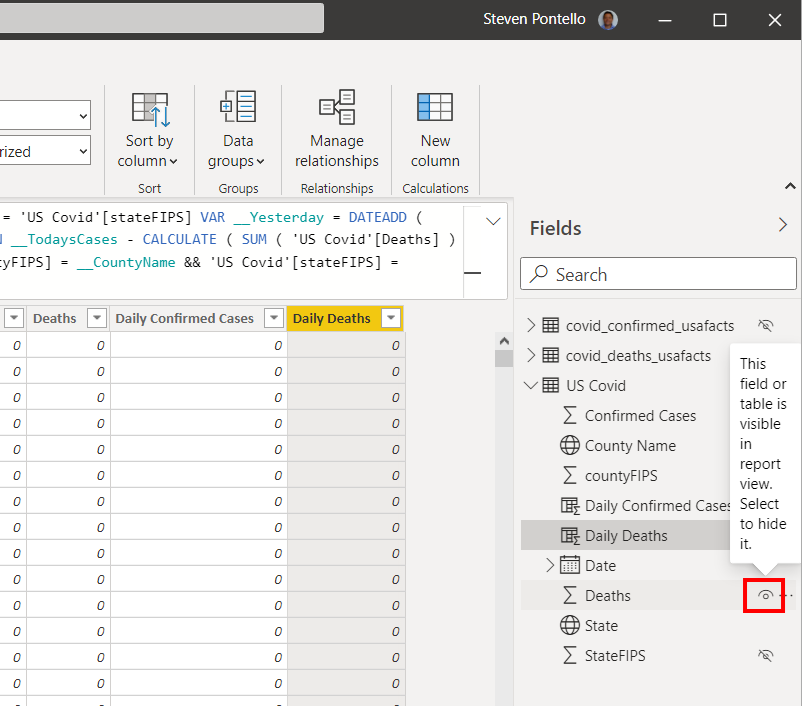 Steven Pontello
rized
Sort by
column
Sort
Data
groups
Groups
Manage
relationships
Relationships
New
column
Calculations
= 'US Covid'[stateFIPS] VAR __Yesterday = DATEADD (
__TodaysCases - CALCULATE ( SUM ( 'US Covid'[Deaths] )
yFIPS] = __CountyName && 'US Covid'[stateFIPS] =
Deaths Daily Confirmed Cases Daily Deaths
0 0 0 0
0 0 0 0
0 0 0 0
0 0 0 0
0 0 0 0
0 0 0 0
0 0 0 0
0 0 0 0
0 0 0 0
0 0 0 0
0 0 0 0
0 0 0 0
0 0 0 0
0 0 0 0
Fields
Search
covid_confirmed_usafacts
covid_deaths_usafacts
US Covid
Confirmed Cases
County Name
countyFIPS
Daily Confirmed Cases
Daily Deaths
Date
Deaths
State
StateFIPS
This
field or
table is
visible
in
report
view.
Select
to hide
it.